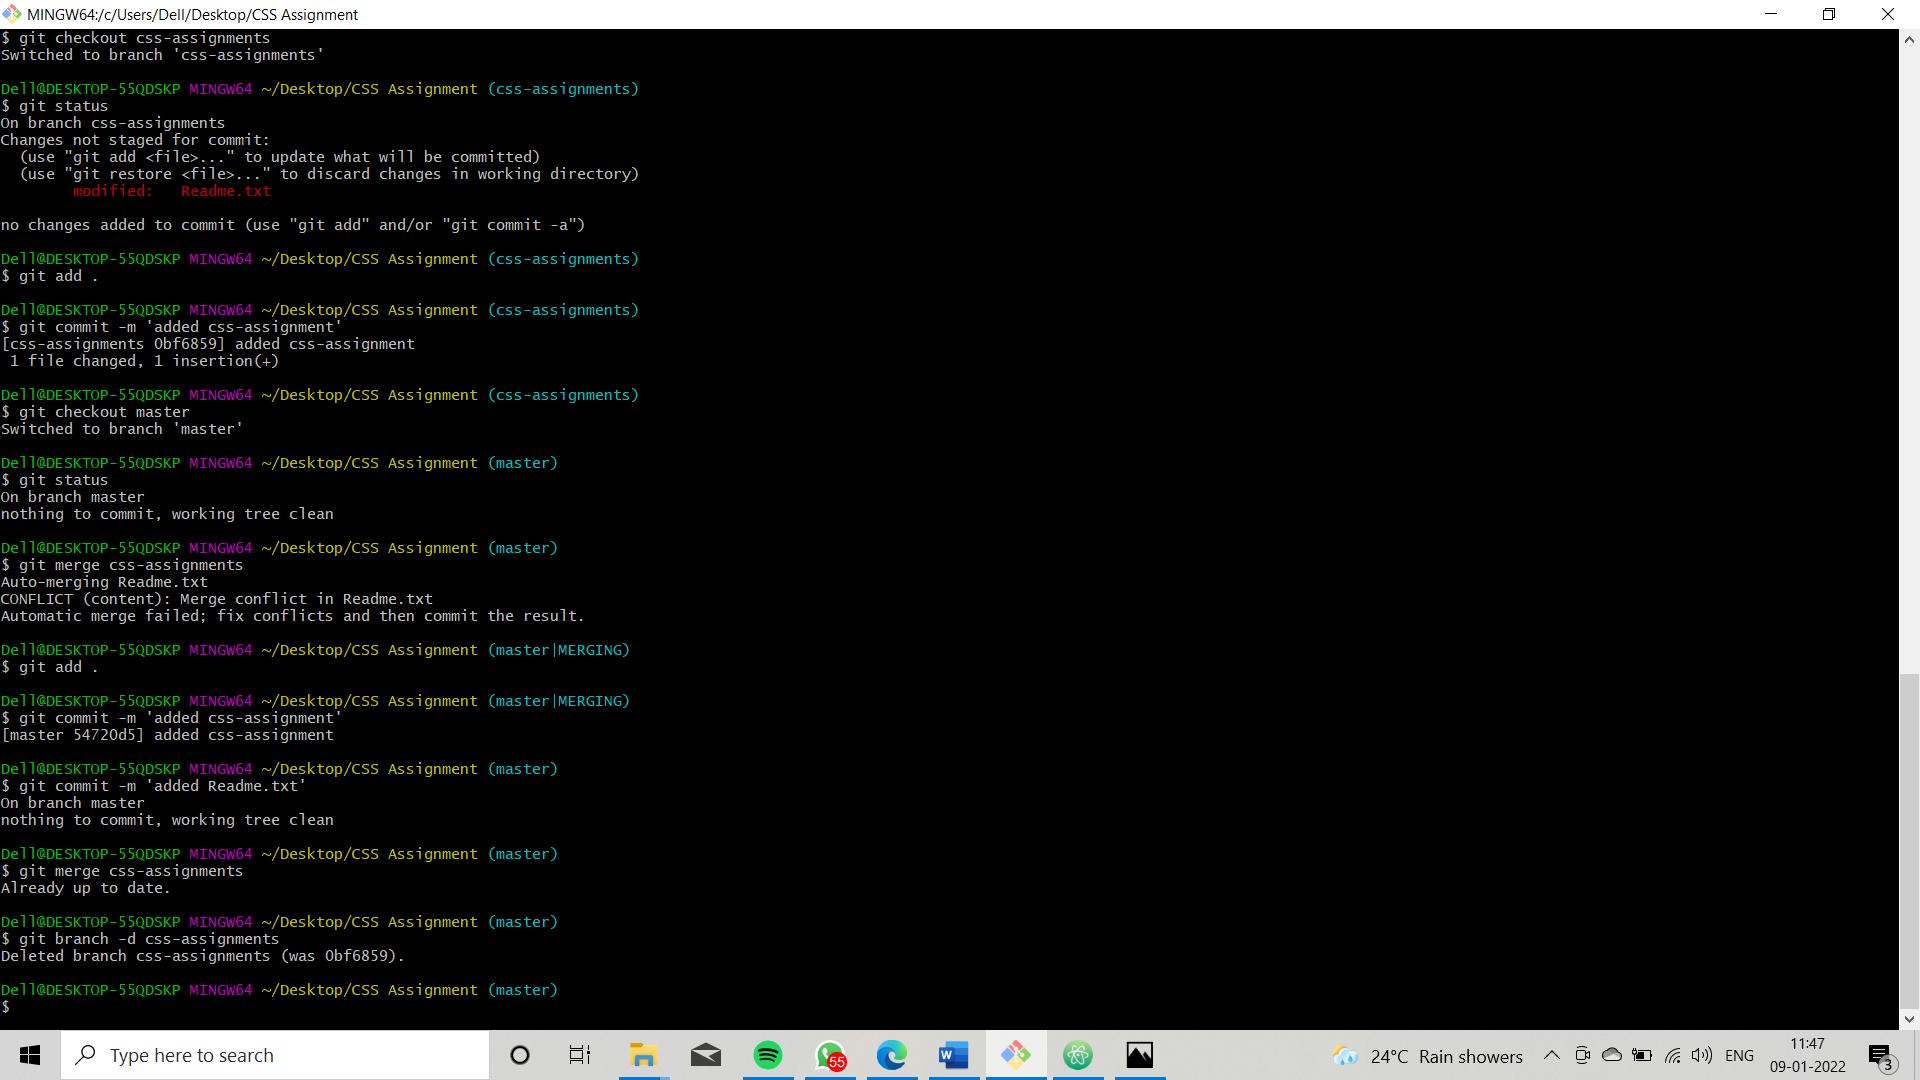 MINGW64:/c/Users/Dell/Desktop/CSS Assignment
$ git checkout css-assignments
Switched to branch 'css-assignments'
Dell@DESKTOP-55QDSKP MINGW64 ~/Desktop/CSS Assignment (css-assignments)
$ git status
On branch css-assignments
Changes not staged for commit:
  (use "git add <file>..." to update what will be committed)
  (use "git restore <file>..." to discard changes in working directory)
        modified:   Readme.txt
no changes added to commit (use "git add" and/or "git commit -a")
Dell@DESKTOP-55QDSKP MINGW64 ~/Desktop/CSS Assignment (css-assignments)
$ git add .
Dell@DESKTOP-55QDSKP MINGW64 ~/Desktop/CSS Assignment (css-assignments)
$ git commit -m 'added css-assignment'
[css-assignments 0bf6859] added css-assignment
 1 file changed, 1 insertion(+)
Dell@DESKTOP-55QDSKP MINGW64 ~/Desktop/CSS Assignment (css-assignments)
$ git checkout master
Switched to branch 'master'
Dell@DESKTOP-55QDSKP MINGW64 ~/Desktop/CSS Assignment (master)
$ git status
On branch master
nothing to commit, working tree clean
Dell@DESKTOP-55QDSKP MINGW64 ~/Desktop/CSS Assignment (master)
$ git merge css-assignments
Auto-merging Readme.txt
CONFLICT (content): Merge conflict in Readme.txt
Automatic merge failed; fix conflicts and then commit the result.
Dell@DESKTOP-55QDSKP MINGW64 ~/Desktop/CSS Assignment (master|MERGING)
$ git add .
Dell@DESKTOP-55QDSKP MINGW64 ~/Desktop/CSS Assignment (master|MERGING)
$ git commit -m 'added css-assignment'
[master 54720d5] added css-assignment
Dell@DESKTOP-55QDSKP MINGW64 ~/Desktop/CSS Assignment (master)
$ git commit -m 'added Readme.txt'
On branch master
nothing to commit, working tree clean
Dell@DESKTOP-55QDSKP MINGW64 ~/Desktop/CSS Assignment (master)
$ git merge css-assignments
Already up to date.
Dell@DESKTOP-55QDSKP MINGW64 ~/Desktop/CSS Assignment (master)
$ git branch -d css-assignments
Deleted branch css-assignments (was 0bf6859).
Dell@DESKTOP-55QDSKP MINGW64 ~/Desktop/CSS Assignment (master)
$
Type here to search
55
W
24°C Rain showers
ENG
11:47
09-01-2022
3